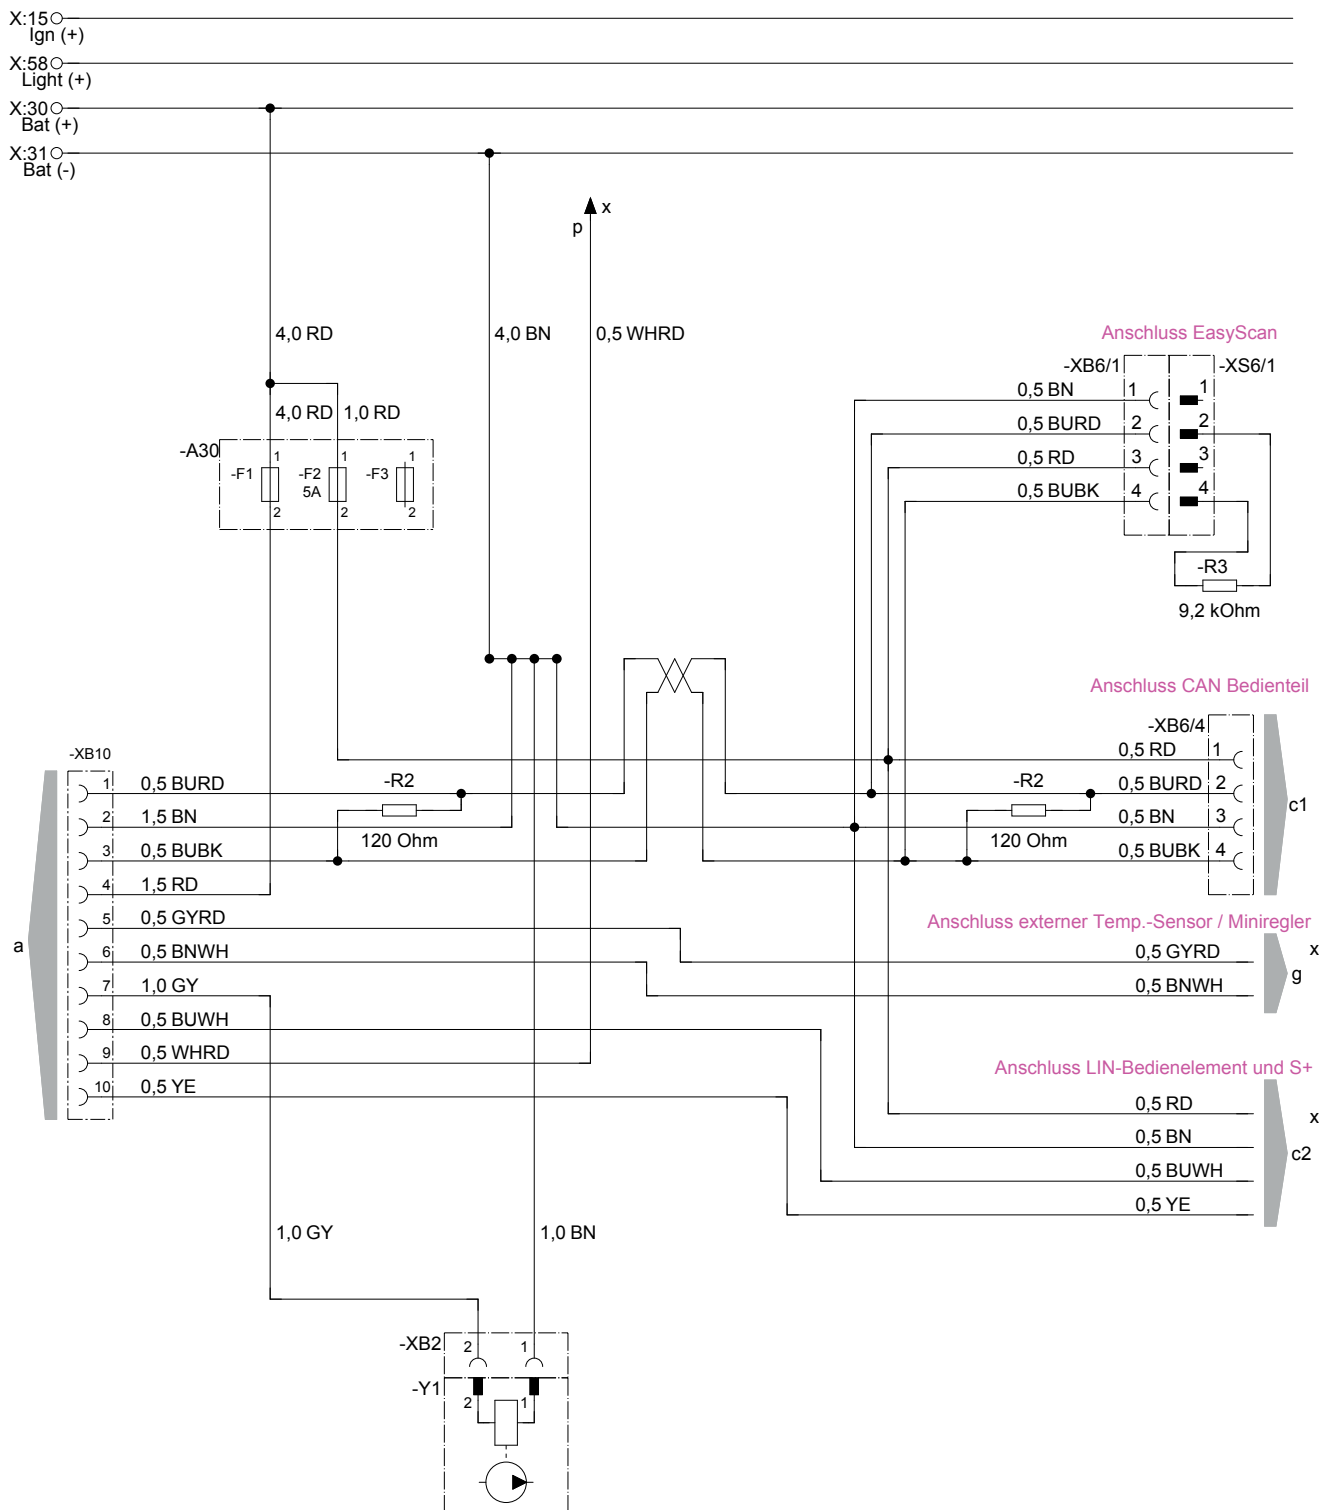 X:15
Ign (+)
X:58
Light (+)
X:30
Bat (+)
X:31
Bat (-)
x
p
4,0 RD
4,0 BN
0,5 WHRD
4,0 RD
1,0 RD
-A30
-F1
1
2
-F2
5A
1
2
-F3
1
2
Anschluss EasyScan
-XB6/1
-XS6/1
0,5 BN
1
1
0,5 BURD
2
2
0,5 RD
3
3
0,5 BUBK
4
4
-R3
9,2 kOhm
Anschluss CAN Bedienteil
-XB6/4
0,5 RD
1
0,5 BURD
2
0,5 BN
3
0,5 BUBK
4
c1
-R2
120 Ohm
-R2
120 Ohm
-XB10
1
0,5 BURD
2
1,5 BN
3
0,5 BUBK
4
1,5 RD
5
0,5 GYRD
6
0,5 BNWH
7
1,0 GY
8
0,5 BUWH
9
0,5 WHRD
10
0,5 YE
a
Anschluss externer Temp.-Sensor / Miniregler
0,5 GYRD
0,5 BNWH
x
g
Anschluss LIN-Bedienelement und S+
0,5 RD
0,5 BN
0,5 BUWH
0,5 YE
x
c2
1,0 GY
1,0 BN
-XB2
2
1
-Y1
2
1